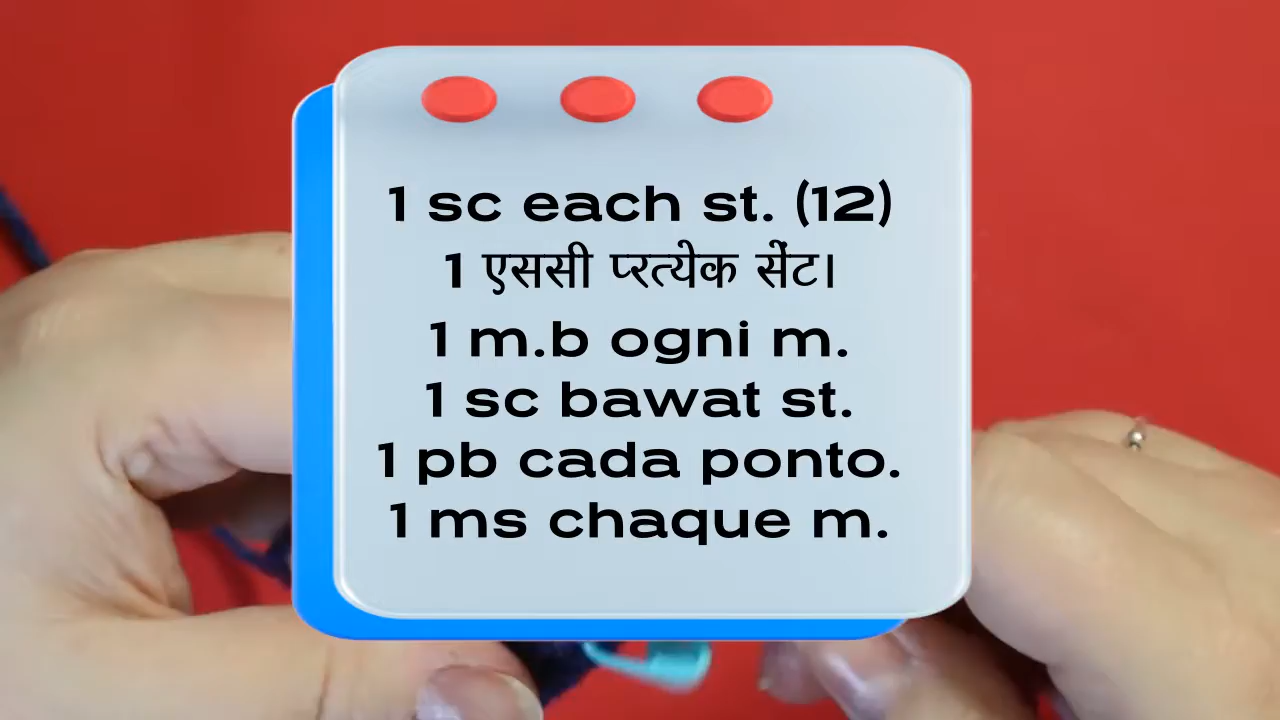 1 sc each st. (12)
1 एससी प्रत्येक सेंट।
1 m.b ogni m.
1 sc bawat st.
1 pb cada ponto.
1 ms chaque m.